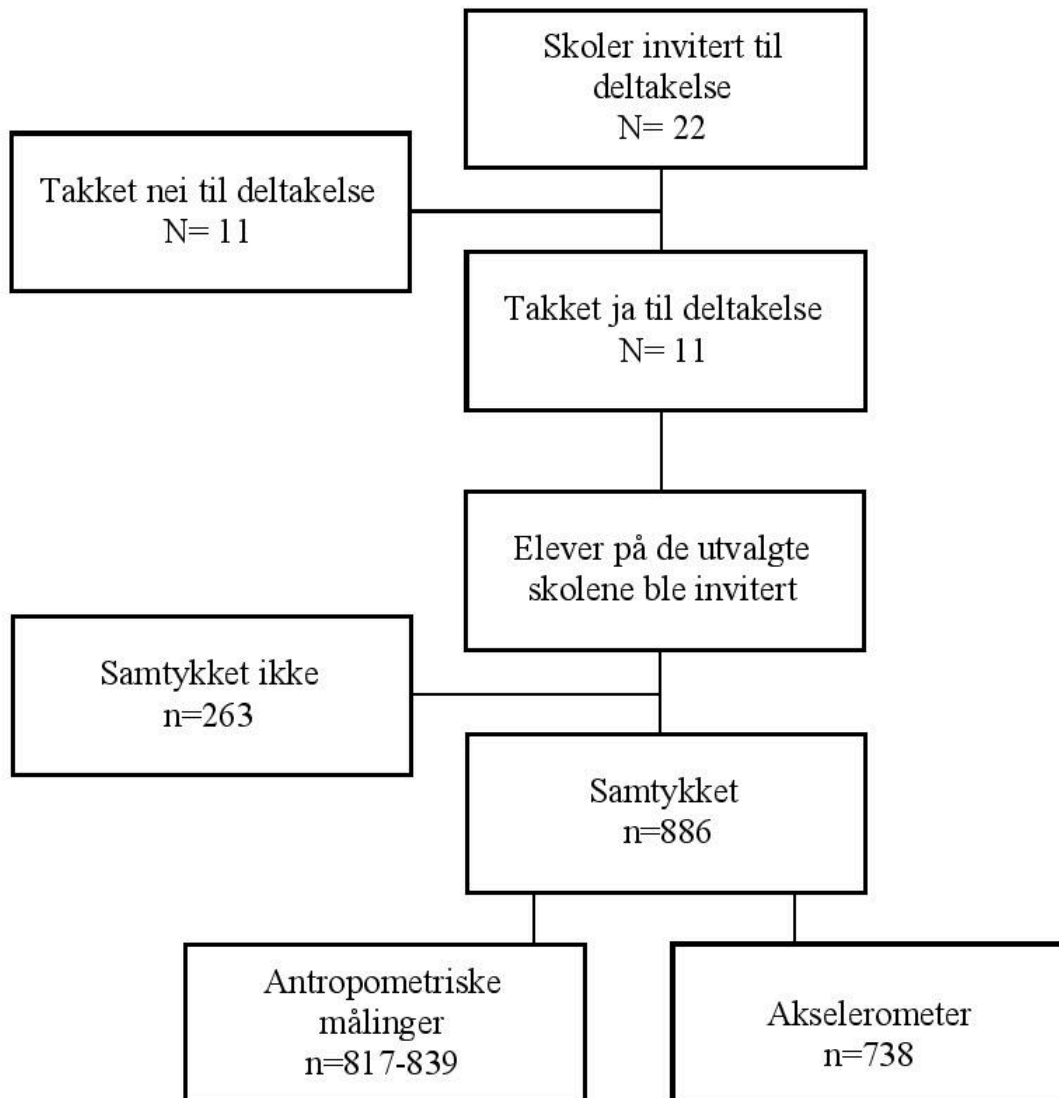 Skoler invitert til
deltakelse
N= 22
Takket nei til deltakelse
N= 11
Takket ja til deltakelse
N= 11
Elever på de utvalgte
skolene ble invitert
Samtykket ikke
n=263
Samtykket
n=886
Antropometriske
målinger
n=817-839
Akselerometer
n=738